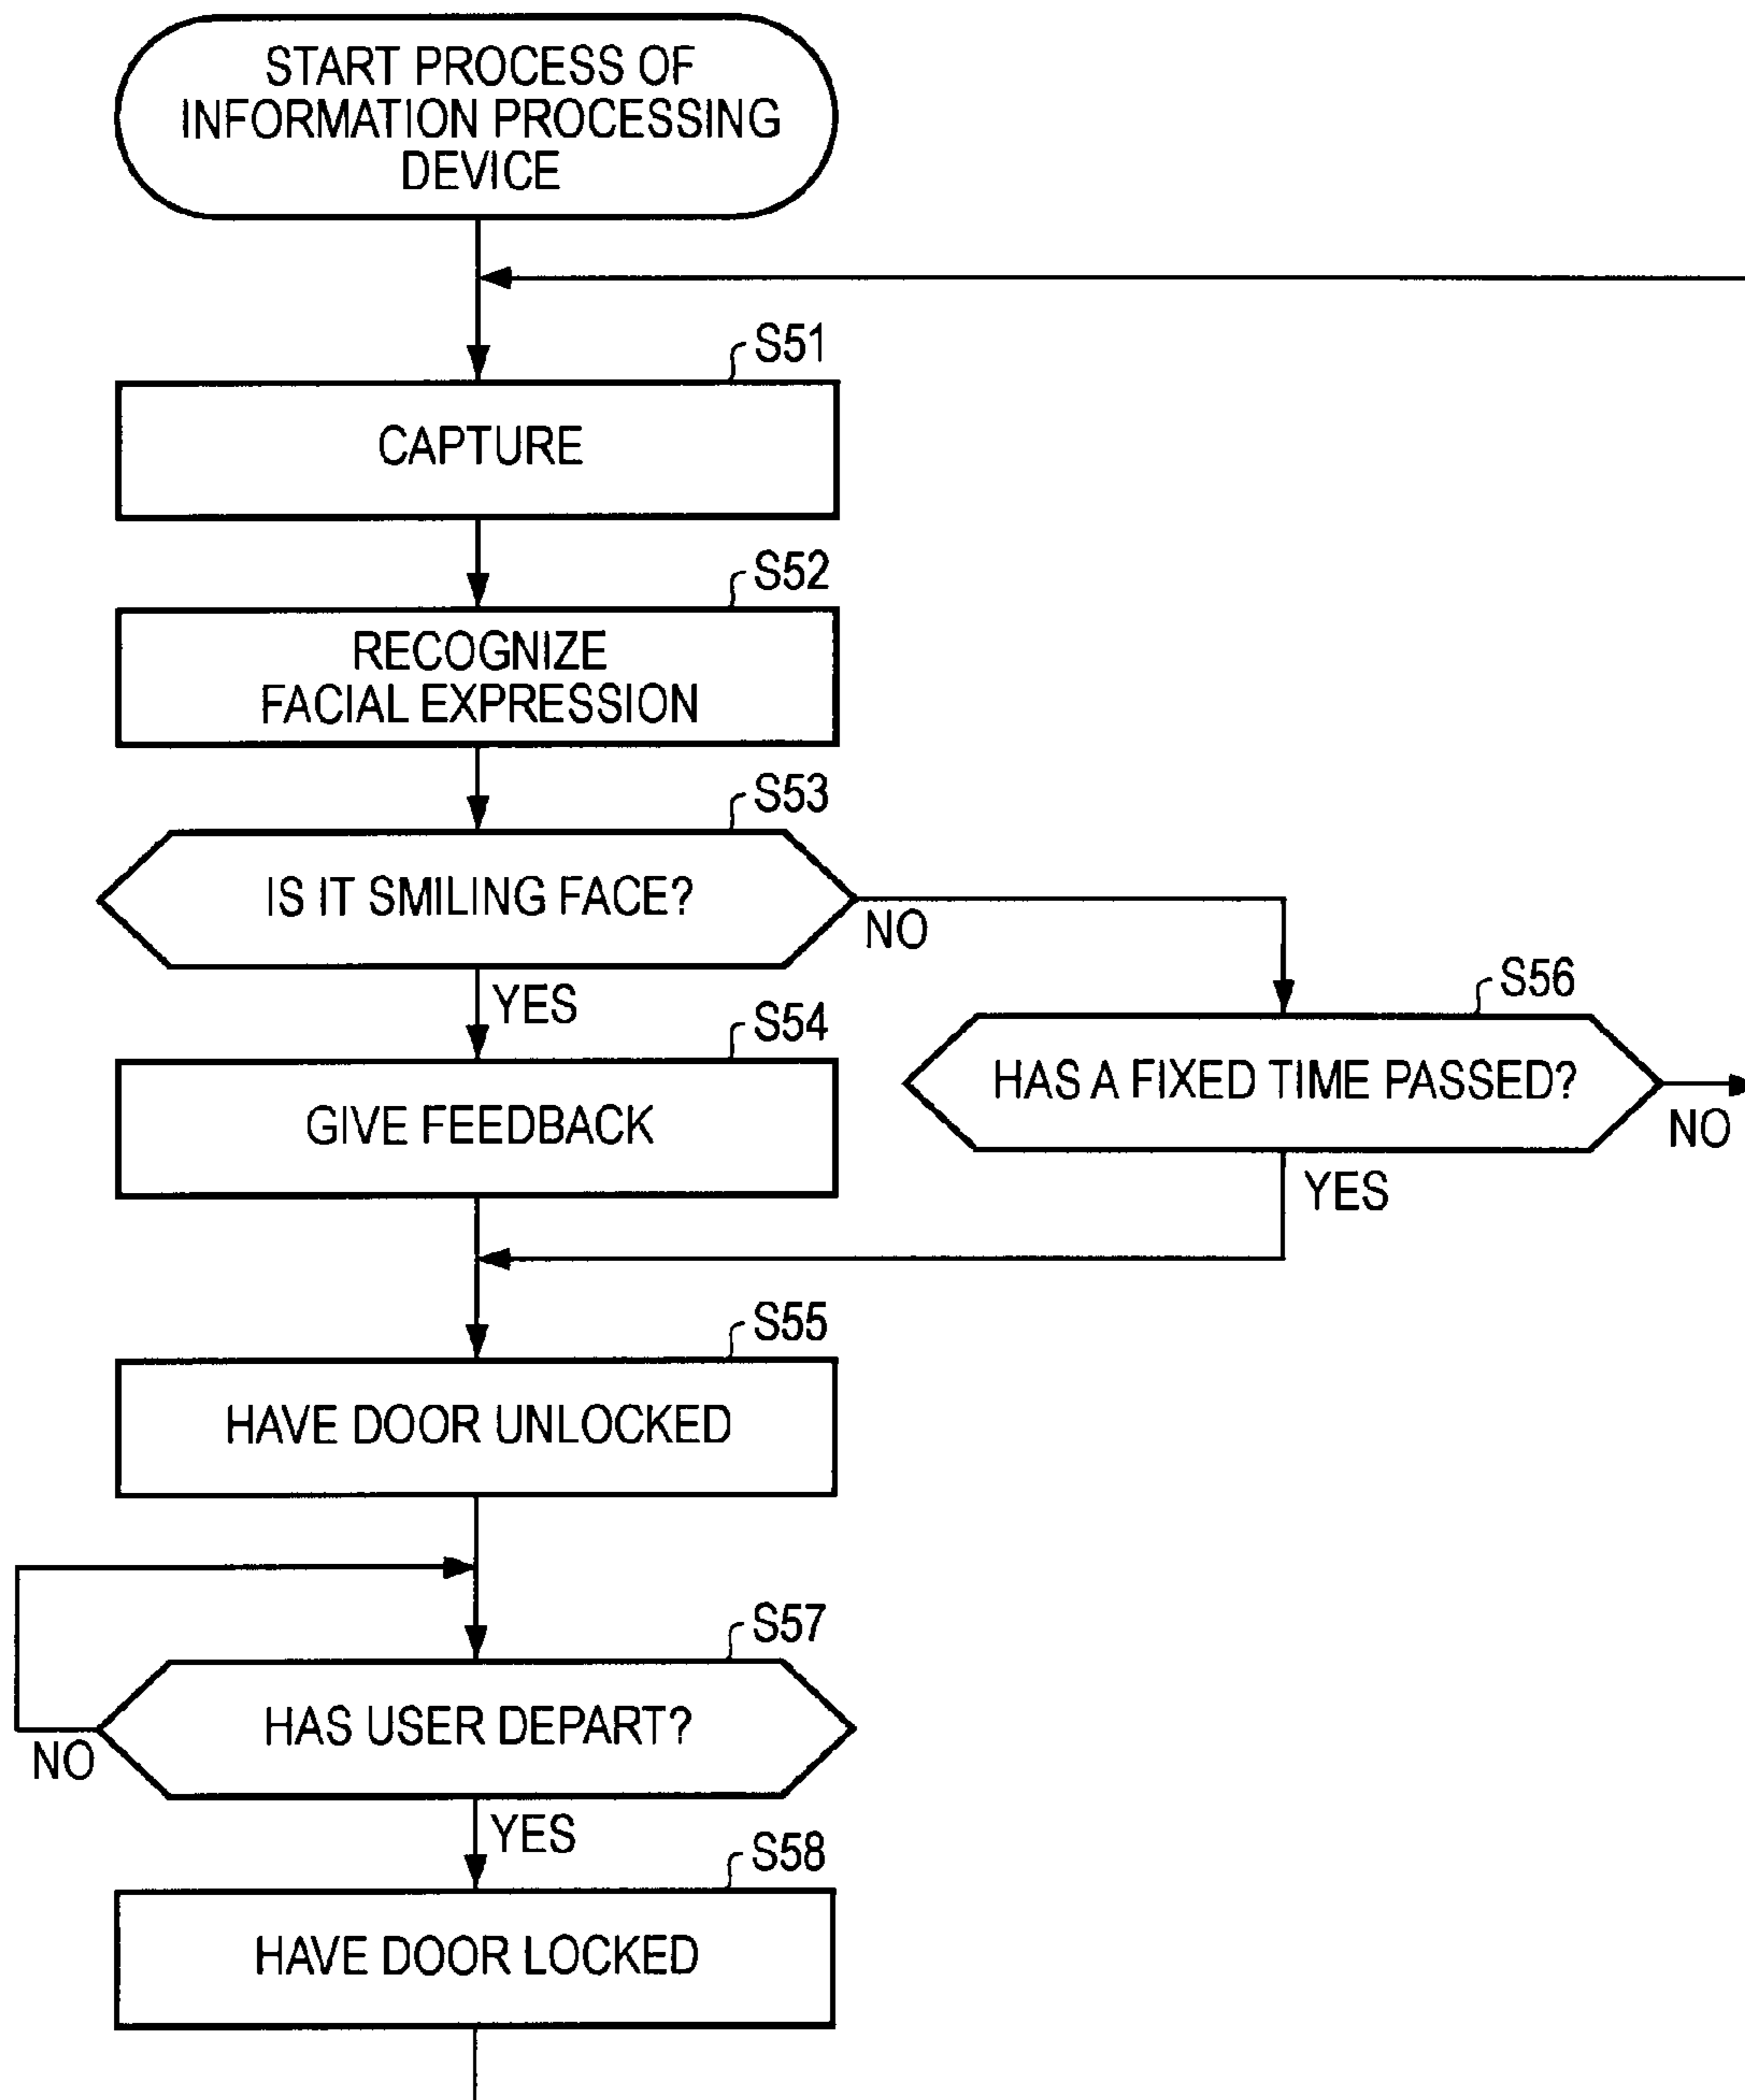 START PROCESS OF
INFORMATION PROCESSING
DEVICE
S51
CAPTURE
S52
RECOGNIZE
FACIAL EXPRESSION
S53
IS IT SMILING FACE?
NO
YES
S56
HAS A FIXED TIME PASSED?
NO
YES
S54
GIVE FEEDBACK
S55
HAVE DOOR UNLOCKED
S57
HAS USER DEPART?
NO
YES
S58
HAVE DOOR LOCKED